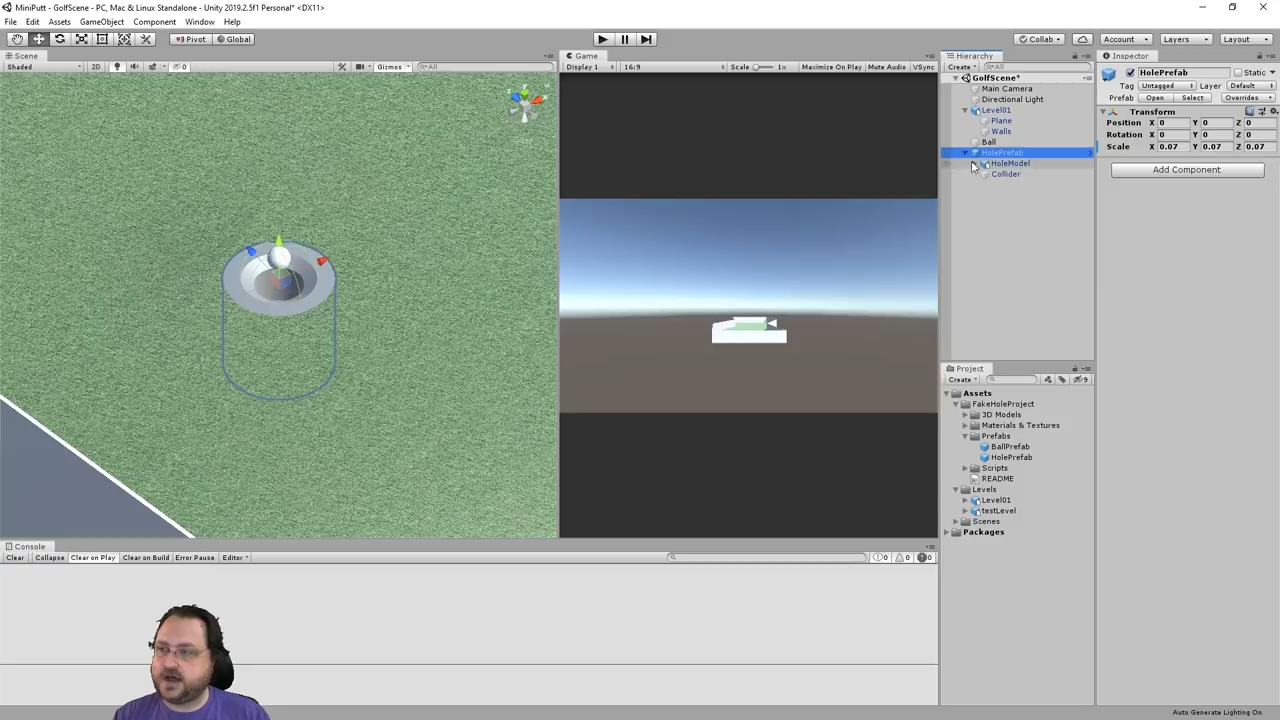 MiniPutt - GolfScene - PC, Mac & Linux Standalone - Unity 2019.2.5f1 Personal* <DX11>
File Edit Assets GameObject Component Window Help
Pivot Global Collab Account Layers Layout
Scene
Shaded 2D 0 Gizmos All
Game
Display 1 16:9 Scale 1x Maximize On Play Mute Audio VSync
Hierarchy
Create All
GolfScene*
Main Camera
Directional Light
Level01
Plane
Walls
Ball
HolePrefab
HoleModel
Collider
Inspector
HolePrefab Static
Tag Untagged Layer Default
Prefab Open Select Overrides
Transform
Position X 0 Y 0 Z 0
Rotation X 0 Y 0 Z 0
Scale X 0.07 Y 0.07 Z 0.07
Add Component
Project
Create 9
Assets
FakeHoleProject
3D Models
Materials & Textures
Prefabs
BallPrefab
HolePrefab
Scripts
README
Levels
Level01
testLevel
Scenes
Packages
Console
Clear Collapse Clear on Play Clear on Build Error Pause Editor 0 0 0
Auto Generate Lighting On